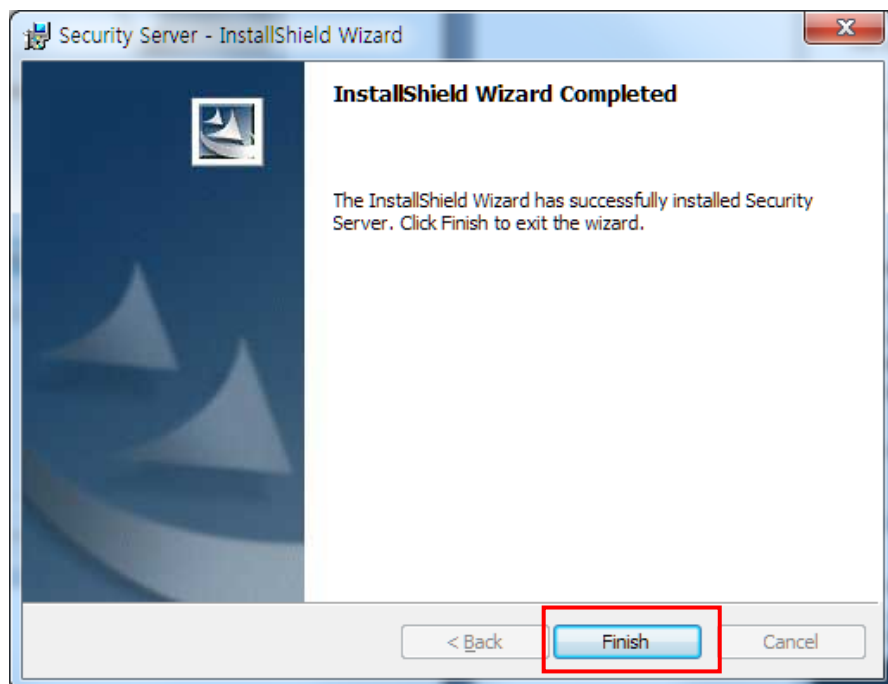 Security Server - InstallShield Wizard
InstallShield Wizard Completed
The InstallShield Wizard has successfully installed Security
Server. Click Finish to exit the wizard.
< Back Finish Cancel